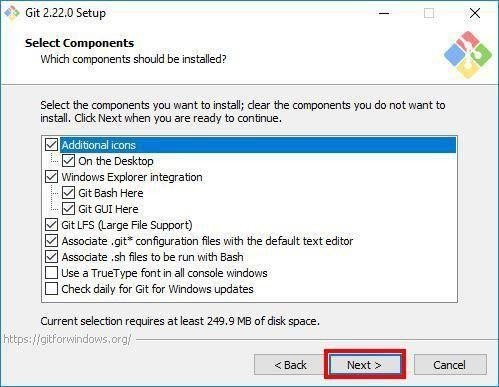 Git 2.22.0 Setup
Select Components
Which components should be installed?
Select the components you want to install; clear the components you do not want to
install. Click Next when you are ready to continue.
Additional icons
On the Desktop
Windows Explorer integration
Git Bash Here
Git GUI Here
Git LFS (Large File Support)
Associate .git* configuration files with the default text editor
Associate .sh files to be run with Bash
Use a TrueType font in all console windows
Check daily for Git for Windows updates
Current selection requires at least 249.9 MB of disk space.
https://gitforwindows.org/
< Back
Next >
Cancel